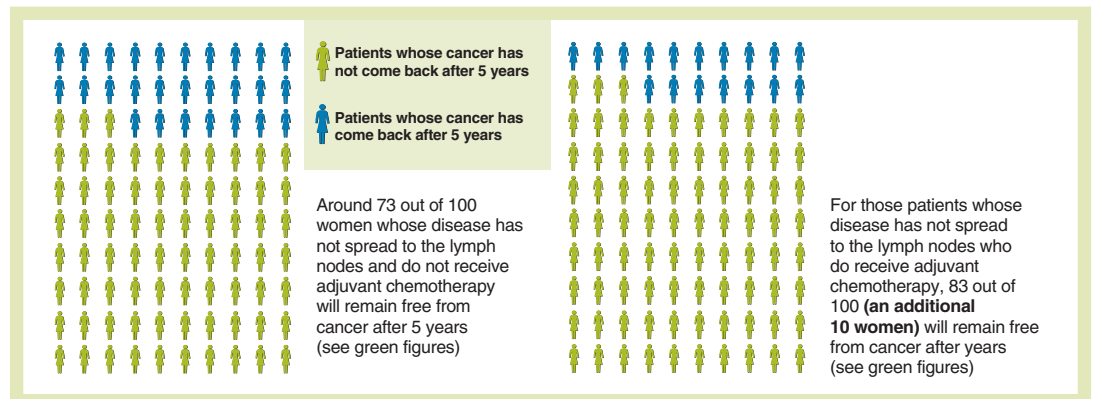 Patients whose cancer has
not come back after 5 years
Patients whose cancer has
come back after 5 years
Around 73 out of 100
women whose disease has
not spread to the lymph
nodes and do not receive
adjuvant chemotherapy
will remain free from
cancer after 5 years
(see green figures)
For those patients whose
disease has not spread
to the lymph nodes who
do receive adjuvant
chemotherapy, 83 out of
100 (an additional
10 women) will remain free
from cancer after years
(see green figures)